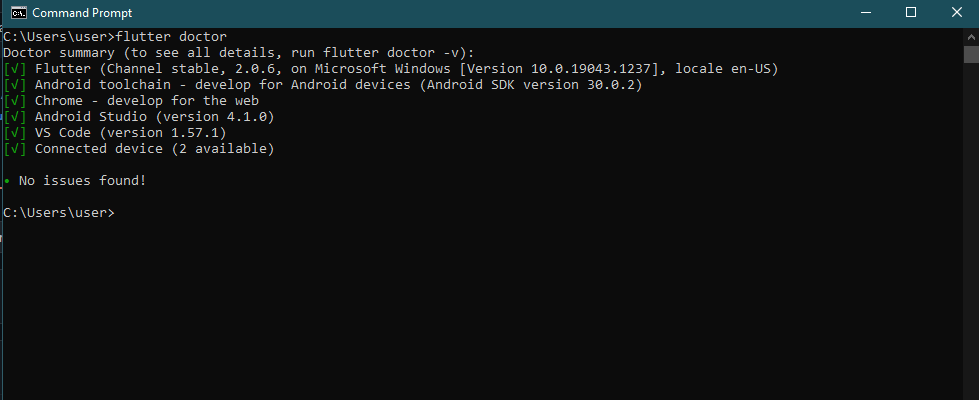 Command Prompt
C:\Users\user>flutter doctor
Doctor summary (to see all details, run flutter doctor -v):
[√] Flutter (Channel stable, 2.0.6, on Microsoft Windows [Version 10.0.19043.1237], locale en-US)
[√] Android toolchain - develop for Android devices (Android SDK version 30.0.2)
[√] Chrome - develop for the web
[√] Android Studio (version 4.1.0)
[√] VS Code (version 1.57.1)
[√] Connected device (2 available)
• No issues found!
C:\Users\user>